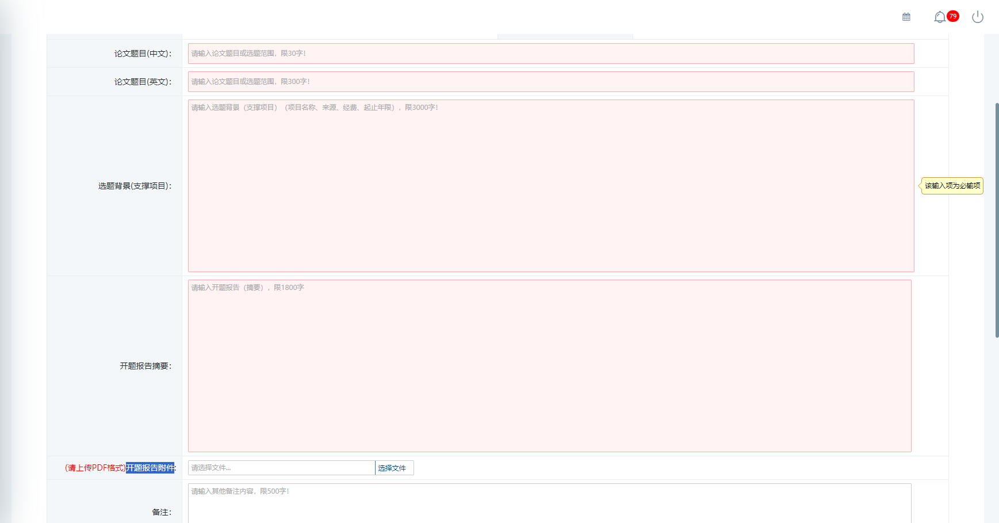 79
论文题目(中文)：
请输入论文题目或选题范围，限30字！
论文题目(英文)：
请输入论文题目或选题范围，限300字！
请输入选题背景（支撑项目）（项目名称、来源、经费、起止年限），限3000字！
选题背景(支撑项目)：
该输入项为必输项
请输入开题报告（摘要），限1800字
开题报告摘要：
(请上传PDF格式)开题报告附件：
请选择文件...
选择文件
请输入其他备注内容，限500字！
备注：